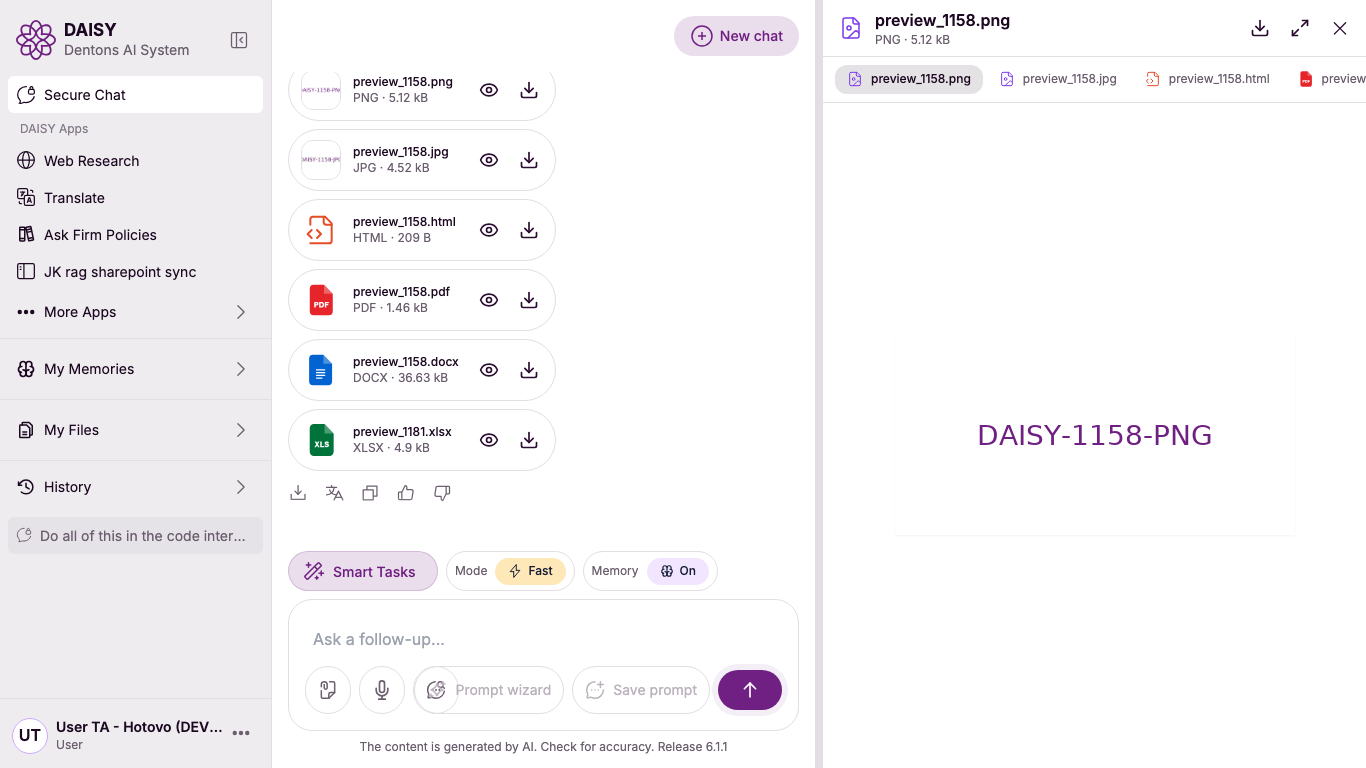 DAISY
Dentons AI System
Secure Chat
DAISY Apps
Web Research
Translate
Ask Firm Policies
JK rag sharepoint sync
More Apps
My Memories
My Files
History
Do all of this in the code inter...
UT
User TA - Hotovo (DEV...
User
New chat
preview_1158.png
PNG · 5.12 kB
preview_1158.jpg
JPG · 4.52 kB
preview_1158.html
HTML · 209 B
PDF
preview_1158.pdf
PDF · 1.46 kB
preview_1158.docx
DOCX · 36.63 kB
XLS
preview_1181.xlsx
XLSX · 4.9 kB
Smart Tasks
Mode
Fast
Memory
On
Ask a follow-up...
Prompt wizard
Save prompt
The content is generated by AI. Check for accuracy. Release 6.1.1
preview_1158.png
PNG · 5.12 kB
preview_1158.png
preview_1158.jpg
preview_1158.html
PDF
preview
DAISY-1158-PNG